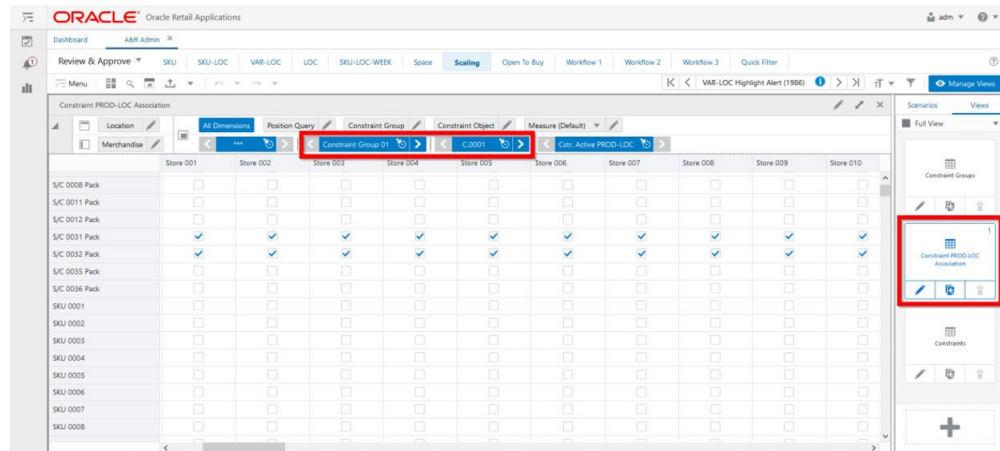 ORACLE Oracle Retail Applications adm
Dashboard A&R Admin
Review & Approve SKU SKU-LOC VAR-LOC LOC SKU-LOC-WEEK Space Scaling Open To Buy Workflow 1 Workflow 2 Workflow 3 Quick Filter
Menu VAR-LOC Highlight Alert (1986) Manage Views
Constraint PROD-LOC Association Scenarios Views
Location All Dimensions Position Query Constraint Group Constraint Object Measure (Default) Full View
Merchandise *** Constraint Group 01 C.0001 Cstr. Active PROD-LOC
Store 001 Store 002 Store 003 Store 004 Store 005 Store 006 Store 007 Store 008 Store 009 Store 010
S/C 0008 Pack
S/C 0011 Pack
S/C 0012 Pack
S/C 0031 Pack
S/C 0032 Pack
S/C 0035 Pack
S/C 0036 Pack
SKU 0001
SKU 0002
SKU 0003
SKU 0004
SKU 0005
SKU 0006
SKU 0007
SKU 0008
Constraint Groups
1
Constraint PROD-LOC
Association
Constraints